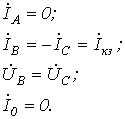 İ_A = 0;
İ_B = −İ_C = İ_кз;
U̇_B = U̇_C;
İ_0 = 0.